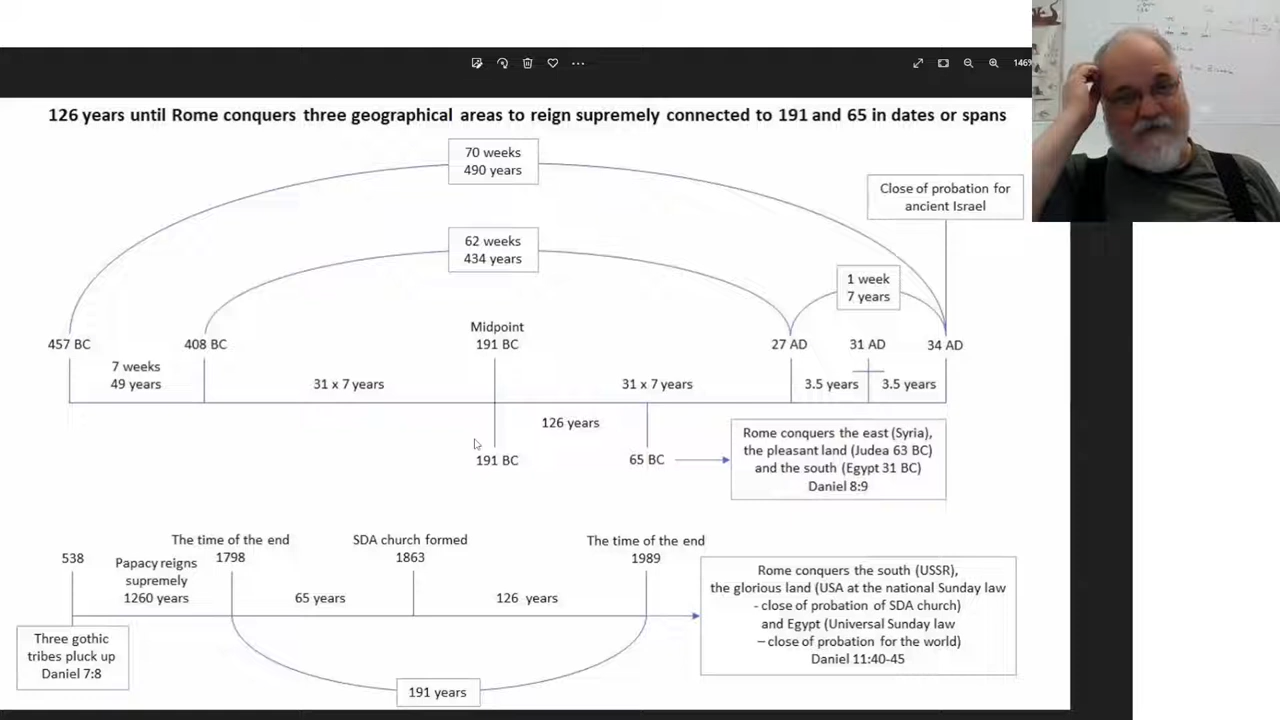 146%
126 years until Rome conquers three geographical areas to reign supremely connected to 191 and 65 in dates or spans
70 weeks
490 years
Close of probation for
ancient Israel
62 weeks
434 years
1 week
7 years
Midpoint
457 BC
408 BC
191 BC
27 AD
31 AD
34 AD
7 weeks
49 years
31 x 7 years
31 x 7 years
3.5 years
3.5 years
126 years
191 BC
65 BC
Rome conquers the east (Syria),
the pleasant land (Judea 63 BC)
and the south (Egypt 31 BC)
Daniel 8:9
538
The time of the end
1798
SDA church formed
1863
The time of the end
1989
Papacy reigns
supremely
1260 years
65 years
126 years
Three gothic
tribes pluck up
Daniel 7:8
191 years
Rome conquers the south (USSR),
the glorious land (USA at the national Sunday law
- close of probation of SDA church)
and Egypt (Universal Sunday law
– close of probation for the world)
Daniel 11:40-45